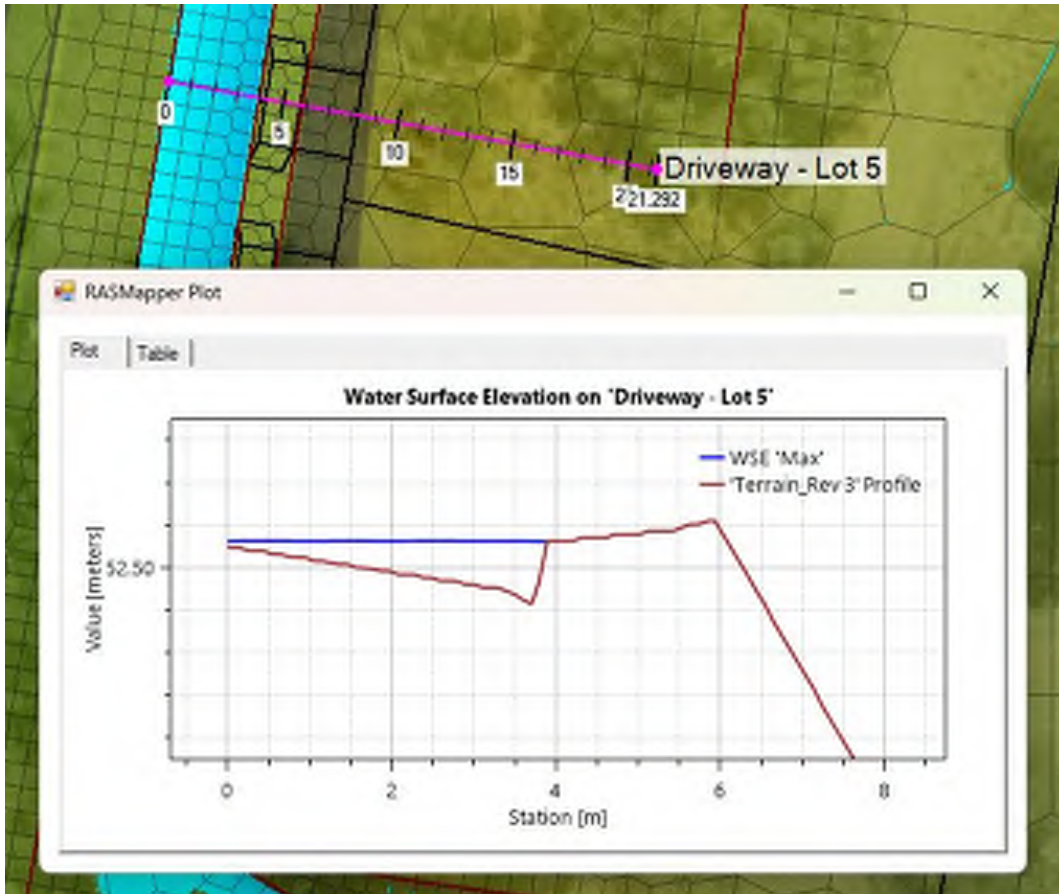 0
5
10
15
21.292
Driveway - Lot 5
RASMapper Plot
Plot
Table
Water Surface Elevation on "Driveway - Lot 5"
WSE 'Max'
'Terrain_Rev 3' Profile
Value [meters]
52.50
0
2
4
6
8
Station [m]